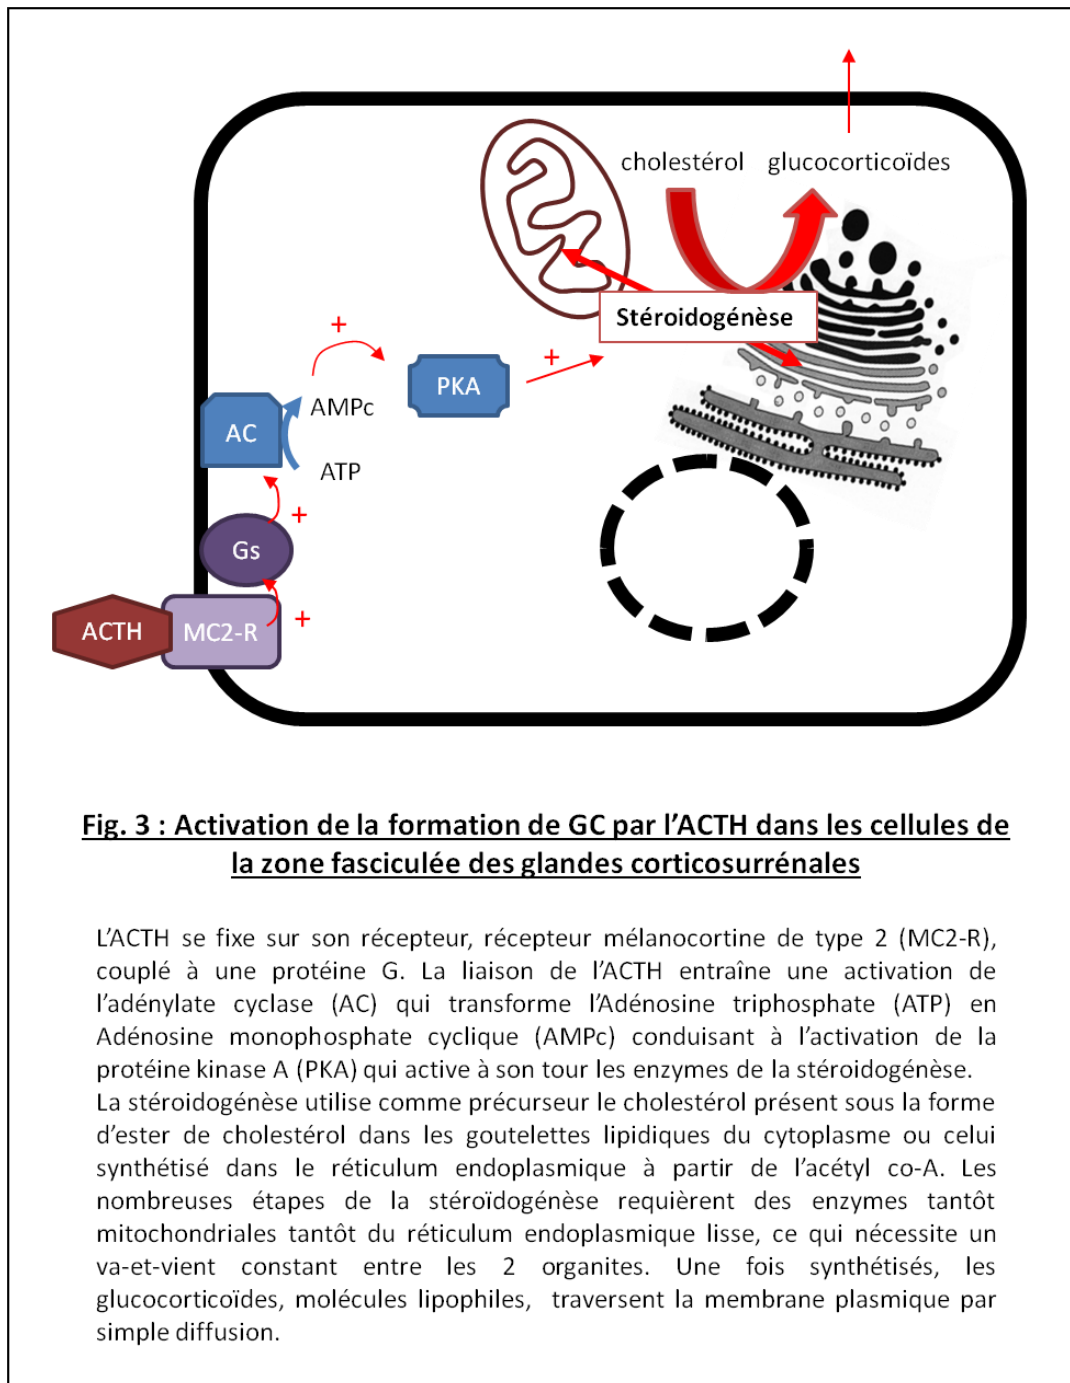 cholestérol glucocorticoïdes
Stéroidogénèse
+
+
PKA
AMPc
AC
ATP
+
Gs
+
ACTH
MC2-R
Fig. 3 : Activation de la formation de GC par l’ACTH dans les cellules de
la zone fasciculée des glandes corticosurrénales
L’ACTH se fixe sur son récepteur, récepteur mélanocortine de type 2 (MC2-R),
couplé à une protéine G. La liaison de l’ACTH entraîne une activation de
l’adénylate cyclase (AC) qui transforme l’Adénosine triphosphate (ATP) en
Adénosine monophosphate cyclique (AMPc) conduisant à l’activation de la
protéine kinase A (PKA) qui active à son tour les enzymes de la stéroidogénèse.
La stéroidogénèse utilise comme précurseur le cholestérol présent sous la forme
d’ester de cholestérol dans les goutelettes lipidiques du cytoplasme ou celui
synthétisé dans le réticulum endoplasmique à partir de l’acétyl co-A. Les
nombreuses étapes de la stéroïdogénèse requièrent des enzymes tantôt
mitochondriales tantôt du réticulum endoplasmique lisse, ce qui nécessite un
va-et-vient constant entre les 2 organites. Une fois synthétisés, les
glucocorticoïdes, molécules lipophiles, traversent la membrane plasmique par
simple diffusion.